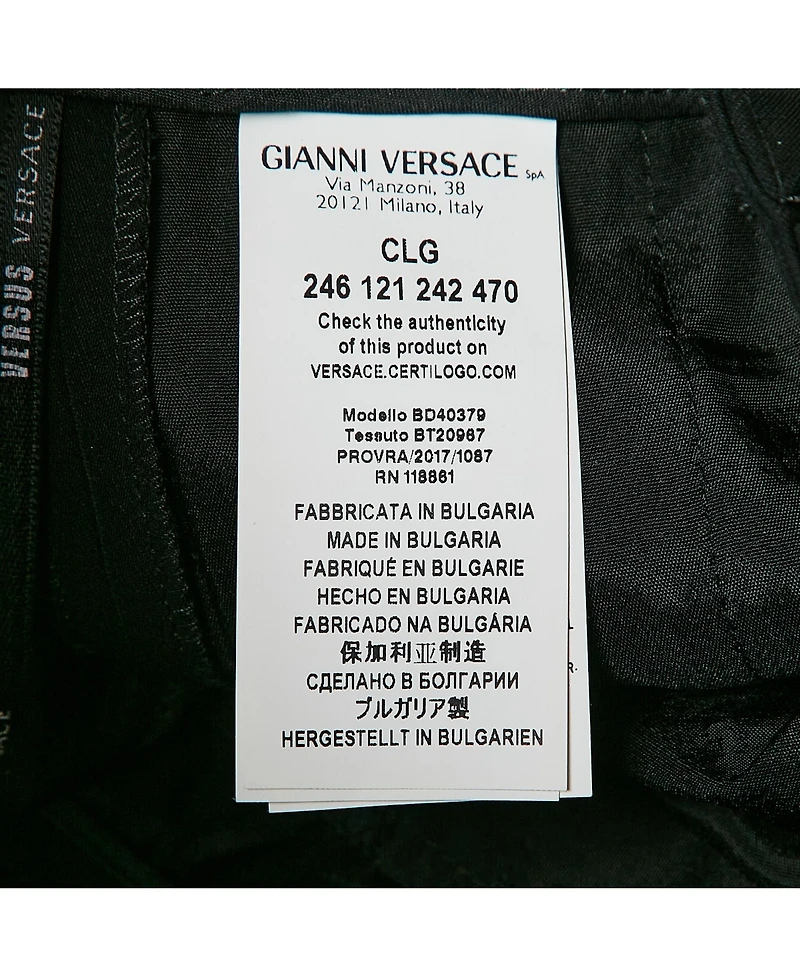 GIANNI VERSACE SpA
Via Manzoni, 38
20121 Milano, Italy
CLG
246 121 242 470
Check the authenticity
of this product on
VERSACE.CERTILOGO.COM
Modello BD40379
Tessuto BT20967
PROVRA/2017/1087
RN 118861
FABBRICATA IN BULGARIA
MADE IN BULGARIA
FABRIQUÉ EN BULGARIE
HECHO EN BULGARIA
FABRICADO NA BULGÁRIA
保加利亚制造
СДЕЛАНО В БОЛГАРИИ
ブルガリア製
HERGESTELLT IN BULGARIEN
VERSUS VERSACE